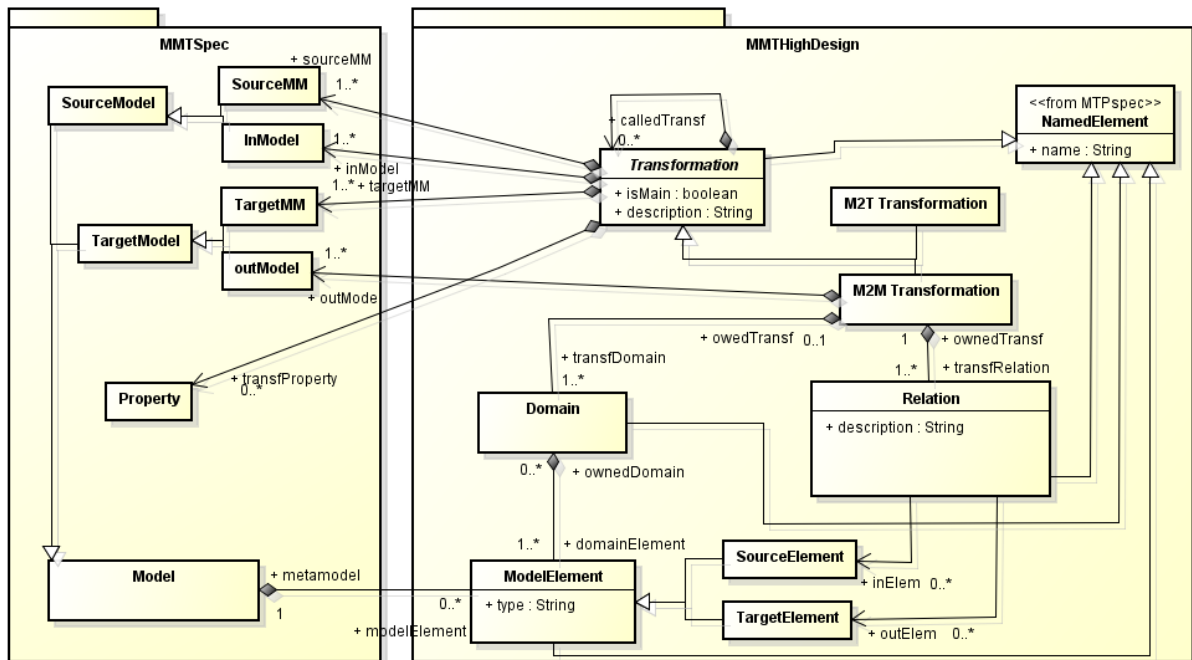 MMTSpec
+ sourceMM
SourceMM
1..*
SourceModel
InModel
1..*
+ inModel
1..*
+ targetMM
TargetMM
TargetModel
1..*
outModel
+ outModel
+ transfProperty
0..*
Property
Model
+ metamodel
1
MMTHighDesign
+ calledTransf
0..*
Transformation
+ isMain : boolean
+ description : String
<<from MTPspec>>
NamedElement
+ name : String
M2T Transformation
M2M Transformation
+ owedTransf
0..1
1
+ ownedTransf
+ transfDomain
1..*
1..*
+ transfRelation
Domain
Relation
+ description : String
0..*
+ ownedDomain
1..*
+ domainElement
ModelElement
+ type : String
0..*
+ modelElement
SourceElement
+ inElem
0..*
TargetElement
+ outElem
0..*